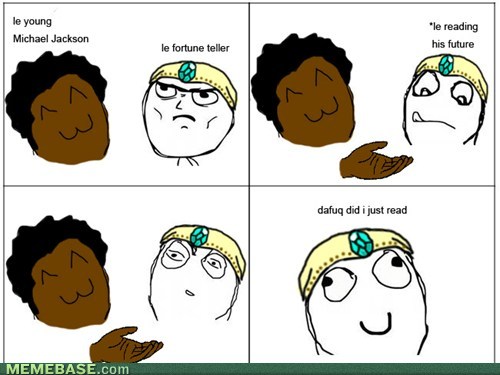 le young
Michael Jackson
le fortune teller
*le reading
his future
dafuq did i just read
MEMEBASE.com